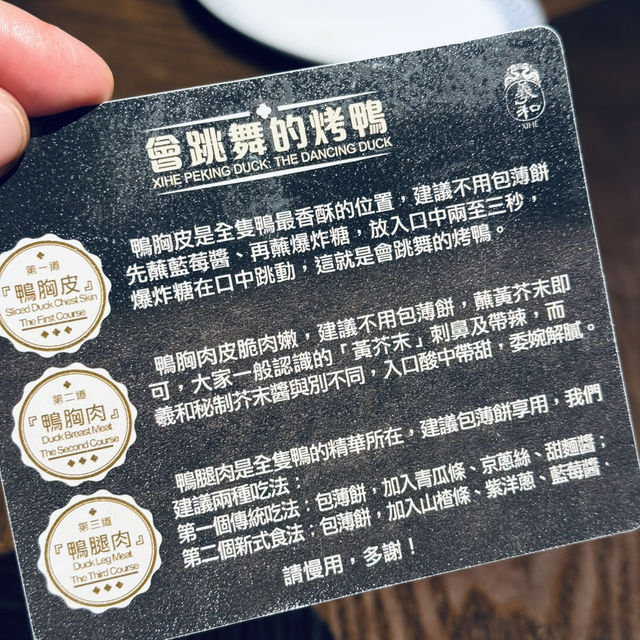 會跳舞的烤鴨
XIHE PEKING DUCK: THE DANCING DUCK
羲和
XIHE
第一道
『鴨胸皮』
Sliced Duck Chest Skin
The First Course
鴨胸皮是全隻鴨最香酥的位置，建議不用包薄餅
先蘸藍莓醬、再蘸爆炸糖，放入口中兩至三秒，
爆炸糖在口中跳動，這就是會跳舞的烤鴨。
第二道
『鴨胸肉』
Duck Breast Meat
The Second Course
鴨胸肉皮脆肉嫩，建議不用包薄餅，蘸黃芥末即
可，大家一般認識的「黃芥末」刺鼻及帶辣，而
羲和秘制芥末醬與別不同，入口酸中帶甜，委婉解膩。
第三道
『鴨腿肉』
Duck Leg Meat
The Third Course
鴨腿肉是全隻鴨的精華所在，建議包薄餅享用，我們
建議兩種吃法：
第一個傳統吃法：包薄餅，加入青瓜條、京蔥絲、甜麵醬；
第二個新式食法：包薄餅，加入山楂條、紫洋蔥、藍莓醬．
請慢用，多謝！